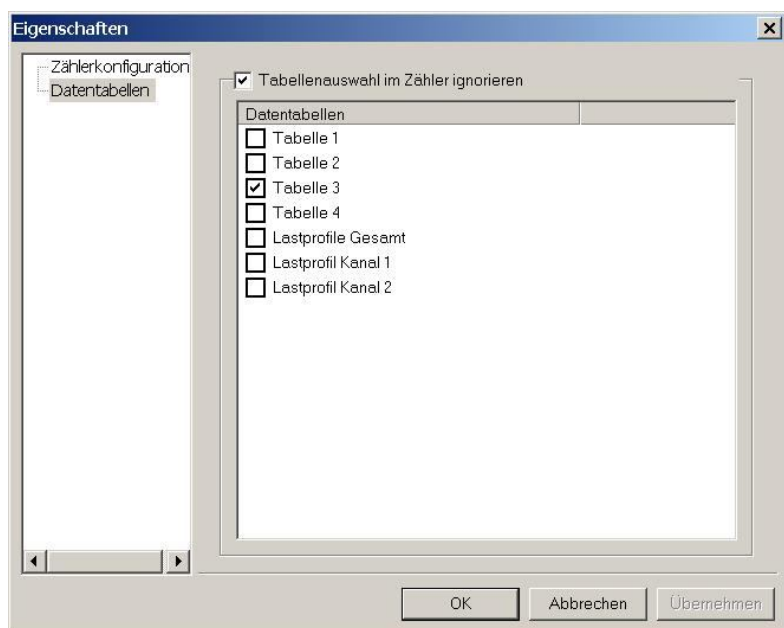 Eigenschaften
Zählerkonfiguration
Datentabellen
Tabellenauswahl im Zähler ignorieren
Datentabellen
Tabelle 1
Tabelle 2
Tabelle 3
Tabelle 4
Lastprofile Gesamt
Lastprofil Kanal 1
Lastprofil Kanal 2
OK
Abbrechen
Übernehmen